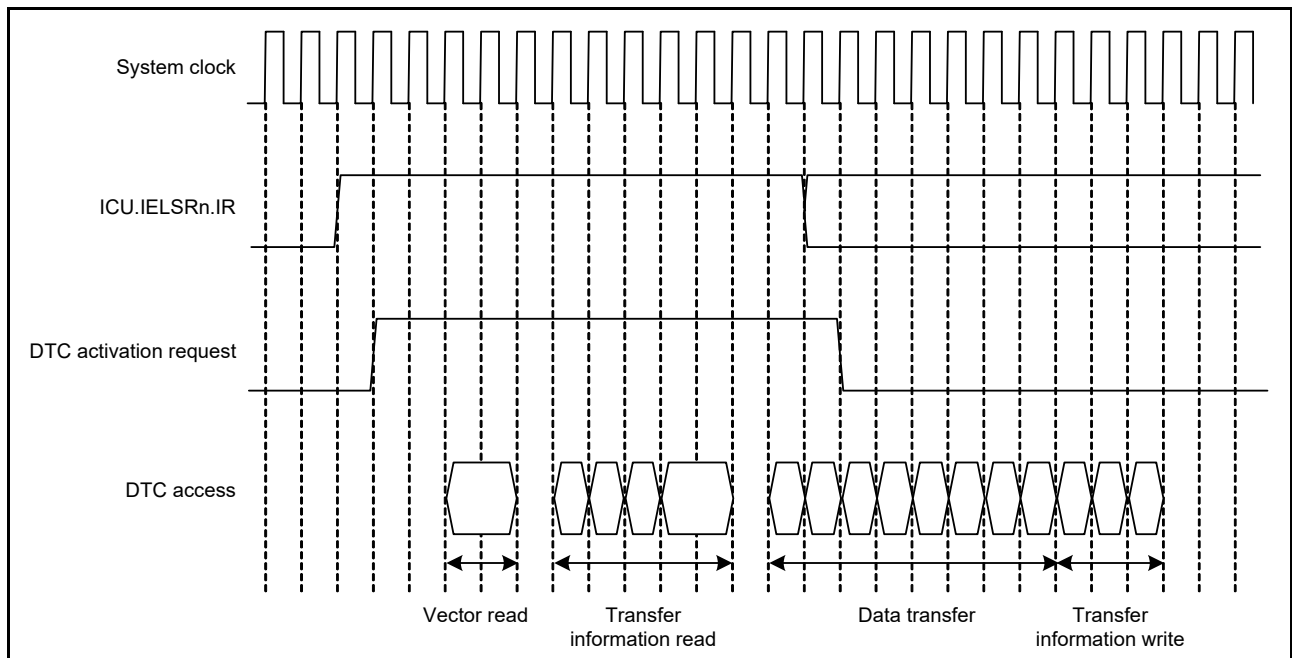 System clock
ICU.IELSRn.IR
DTC activation request
DTC access
Vector read
Transfer
information read
Data transfer
Transfer
information write